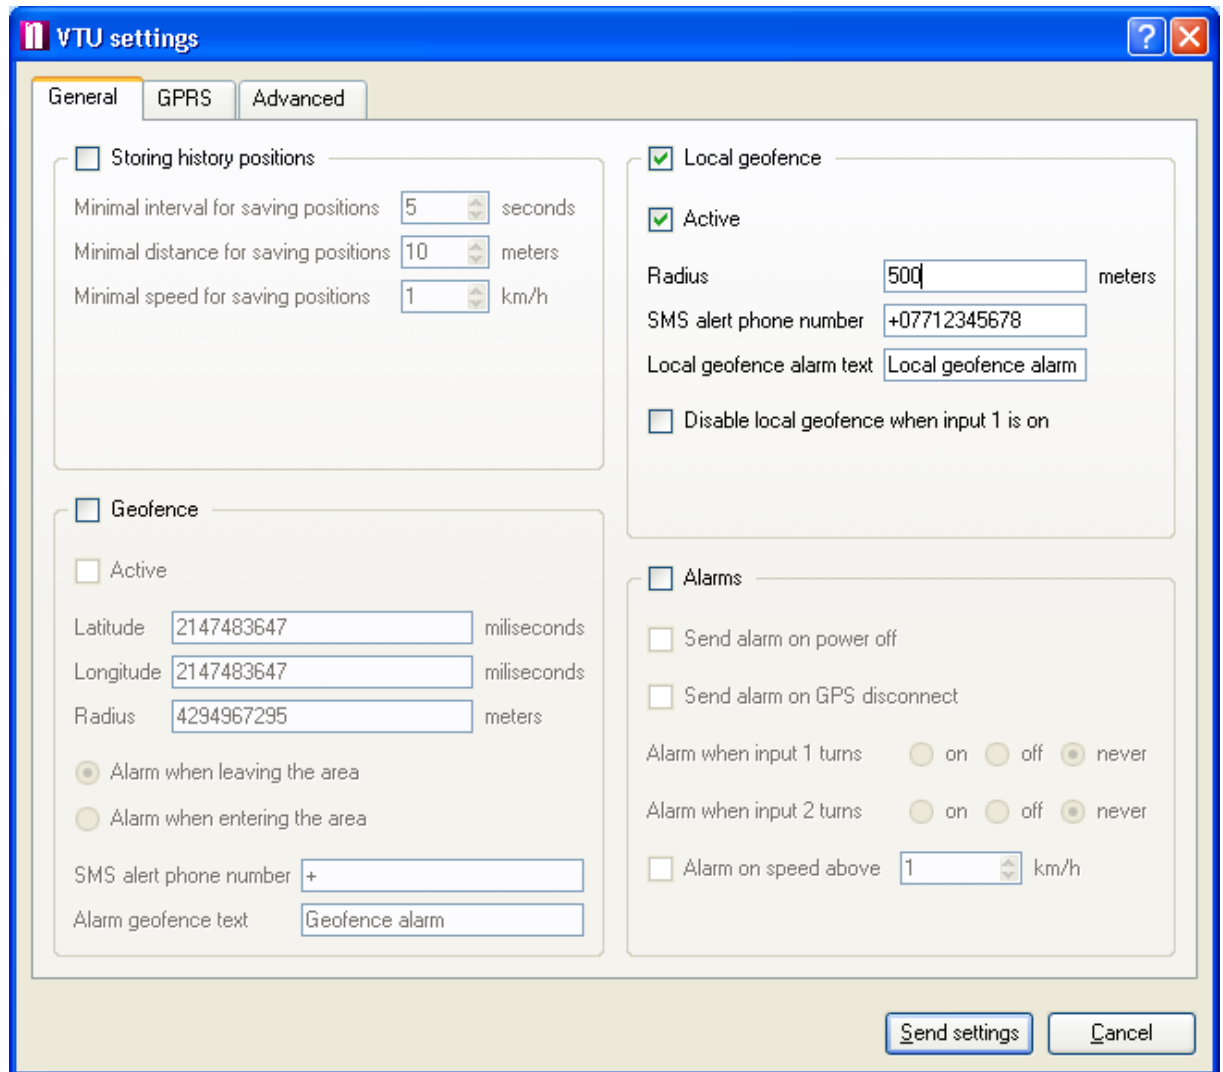 VTU settings
General GPRS Advanced
Storing history positions
Minimal interval for saving positions 5 seconds
Minimal distance for saving positions 10 meters
Minimal speed for saving positions 1 km/h
Local geofence
Active
Radius 500 meters
SMS alert phone number +07712345678
Local geofence alarm text Local geofence alarm
Disable local geofence when input 1 is on
Geofence
Active
Latitude 2147483647 miliseconds
Longitude 2147483647 miliseconds
Radius 4294967295 meters
Alarm when leaving the area
Alarm when entering the area
SMS alert phone number +
Alarm geofence text Geofence alarm
Alarms
Send alarm on power off
Send alarm on GPS disconnect
Alarm when input 1 turns on off never
Alarm when input 2 turns on off never
Alarm on speed above 1 km/h
Send settings Cancel